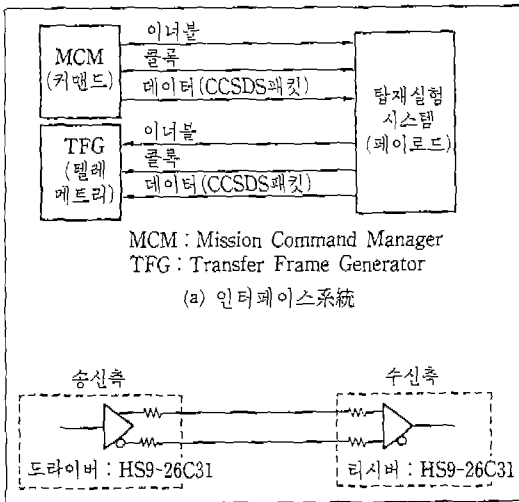 MCM
(커맨드)
이너블
클록
데이터(CCSDS패킷)
탑재실험
시스템
(페이로드)
TFG
(텔레
메트리)
이너블
클록
데이터(CCSDS패킷)
MCM : Mission Command Manager
TFG : Transfer Frame Generator
(a) 인터페이스系統
송신측
수신측
드라이버 : HS9-26C31
티시버 : HS9-26C31